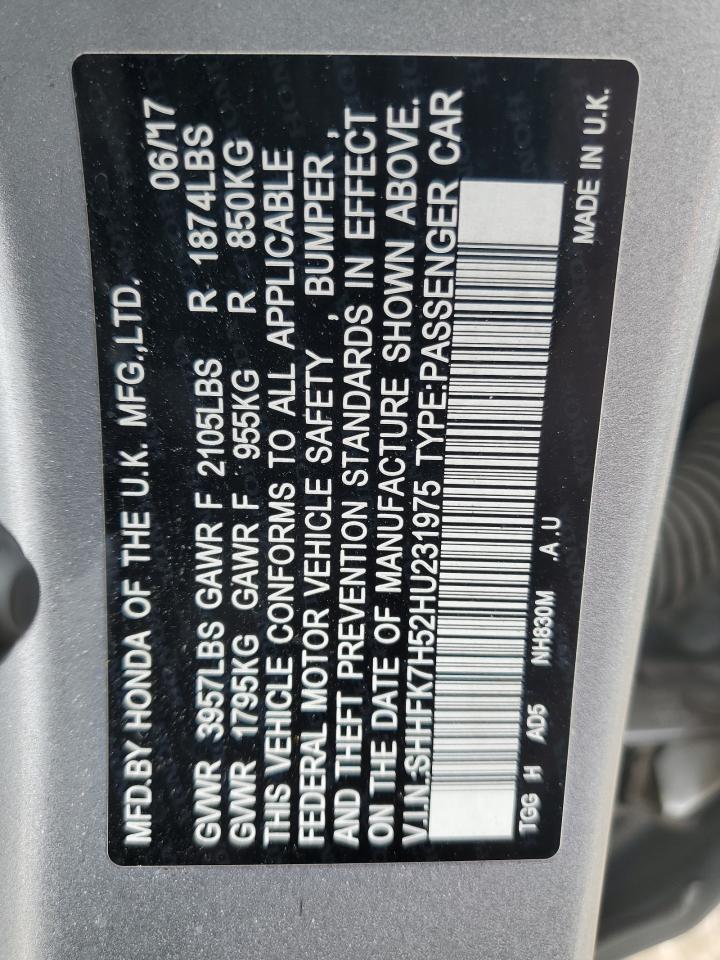 MFD.BY HONDA OF THE U.K. MFG.,LTD. 06/'17
GVWR 3957LBS GAWR F 2105LBS R 1874LBS
GVWR 1795KG GAWR F 955KG R 850KG
THIS VEHICLE CONFORMS TO ALL APPLICABLE
FEDERAL MOTOR VEHICLE SAFETY , BUMPER ,
AND THEFT PREVENTION STANDARDS IN EFFECT
ON THE DATE OF MANUFACTURE SHOWN ABOVE.
V.I.N.:SHHFK7H52HU231975 TYPE:PASSENGER CAR
TGG H AD5 NH830M .A .U MADE IN U.K.